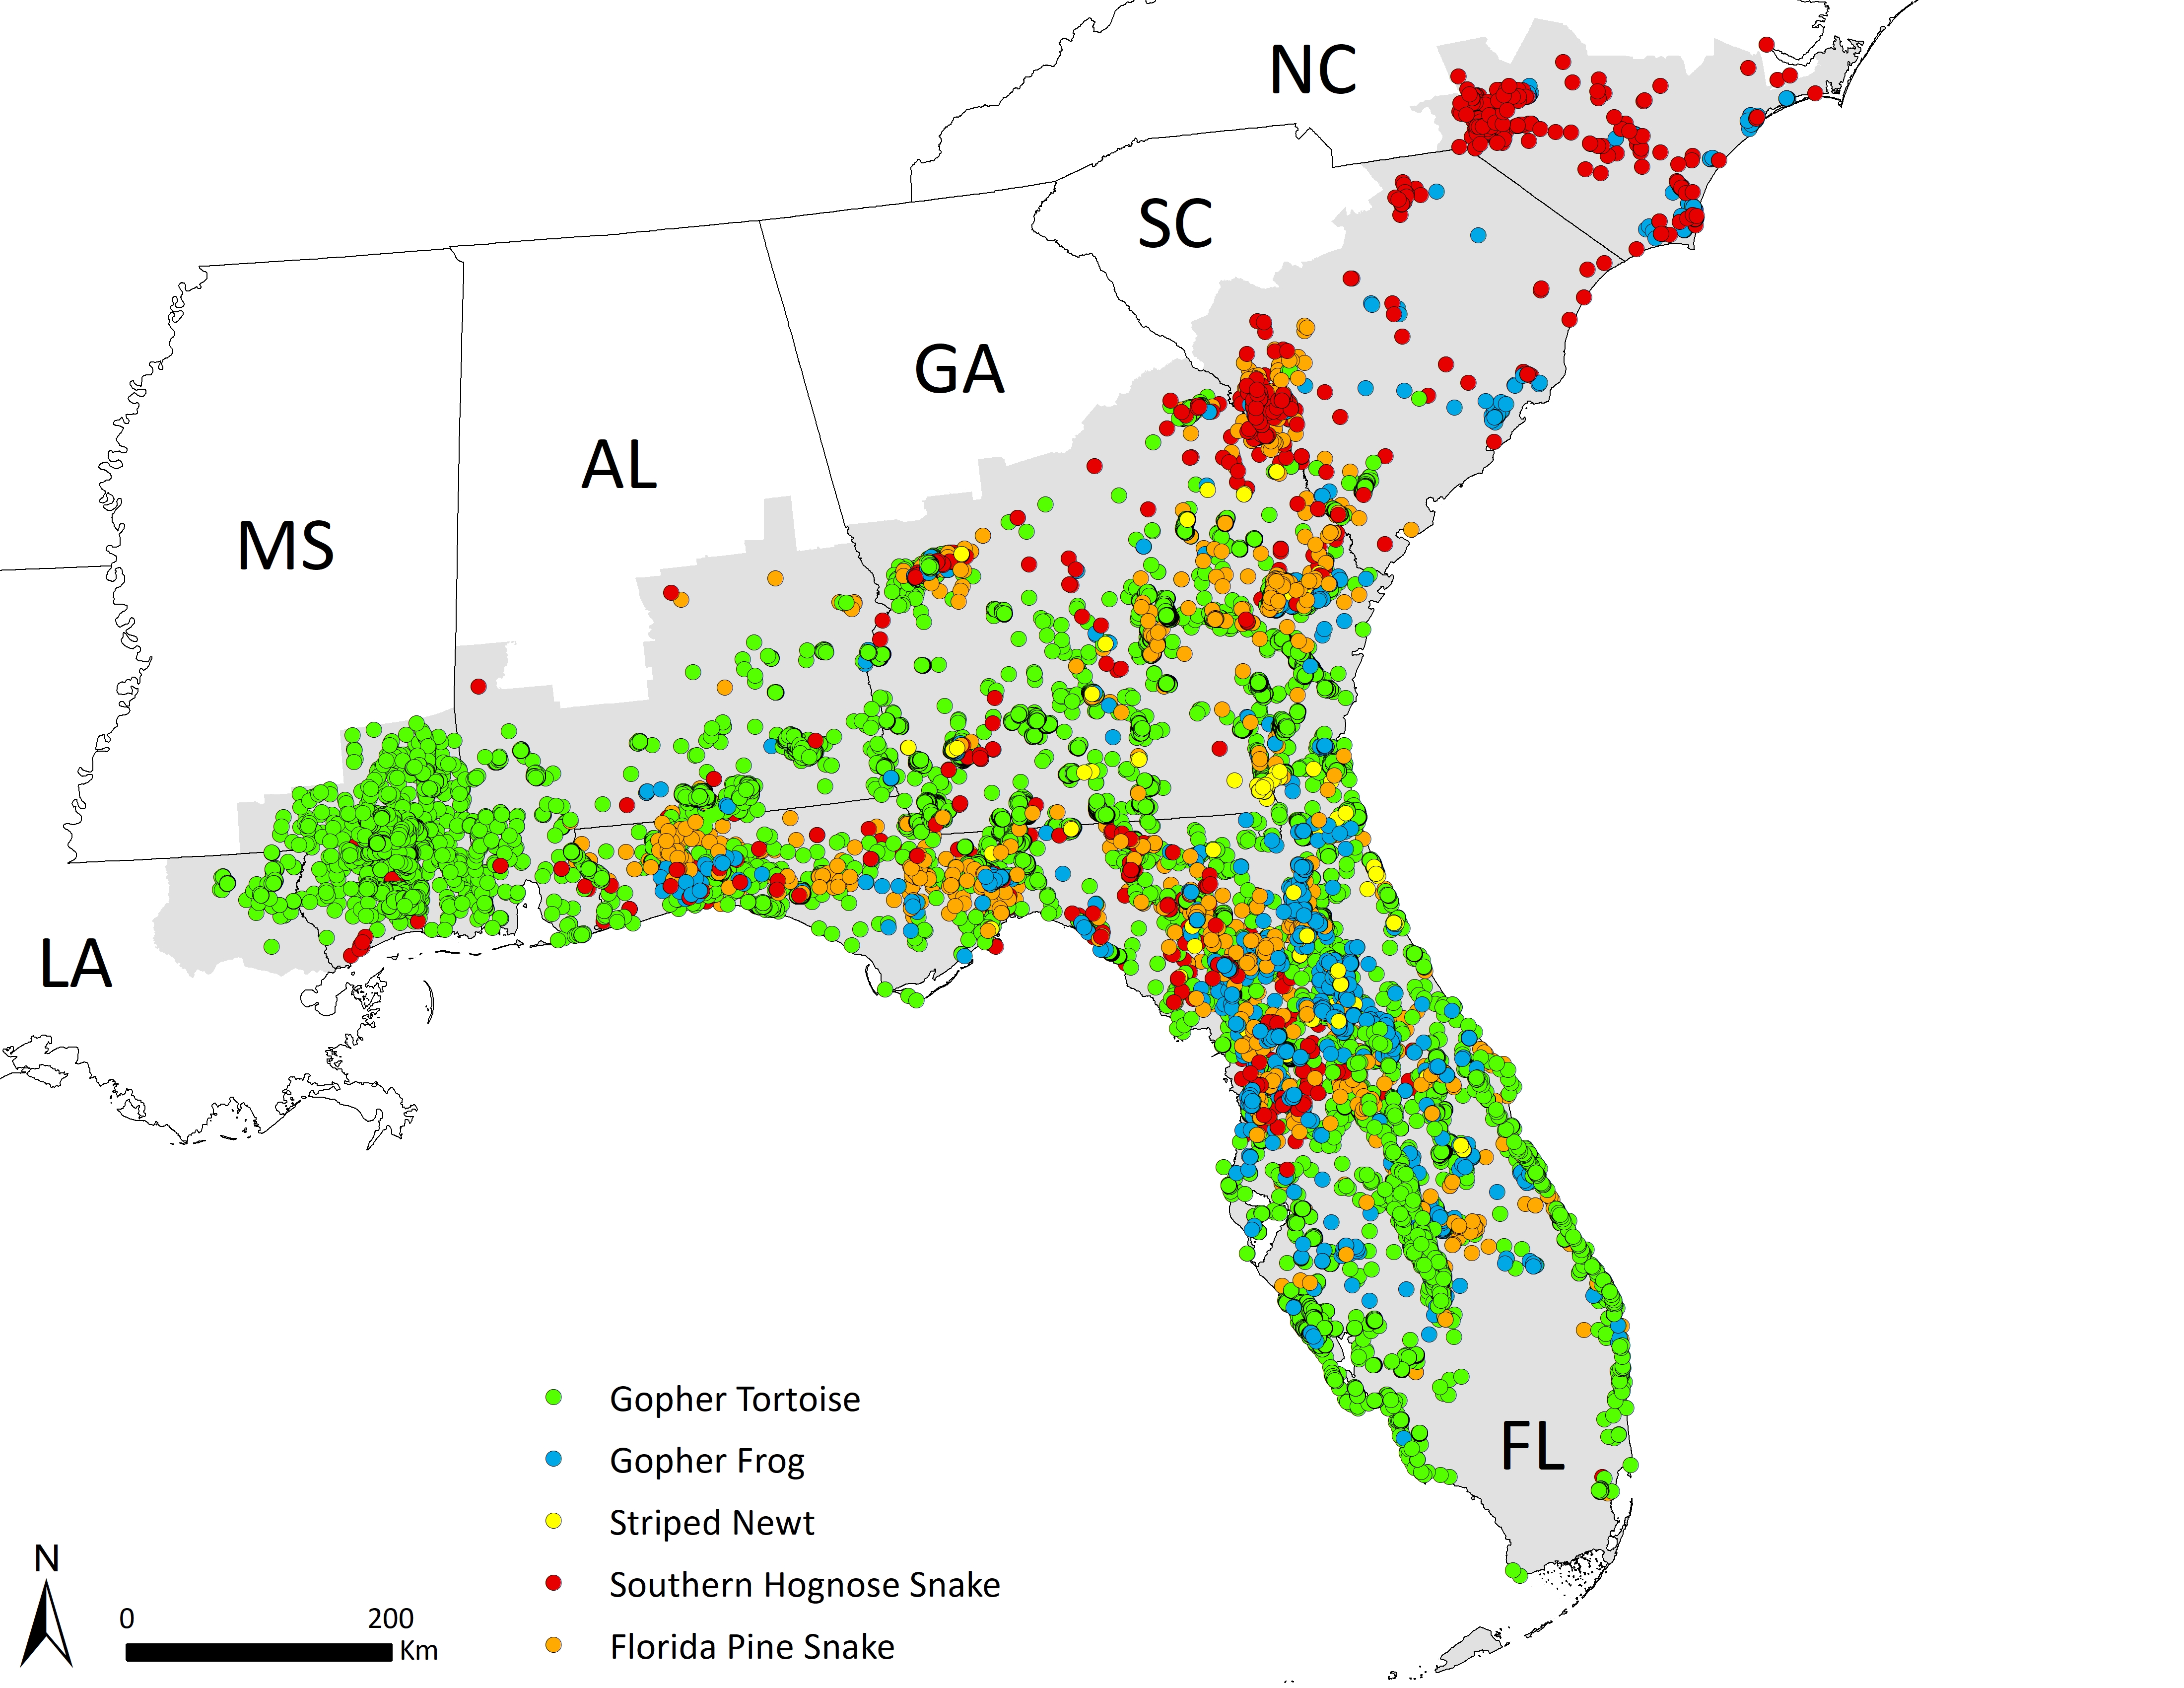 NC
SC
GA
AL
MS
LA
FL
Gopher Tortoise
Gopher Frog
Striped Newt
Southern Hognose Snake
Florida Pine Snake
N
0 200
Km